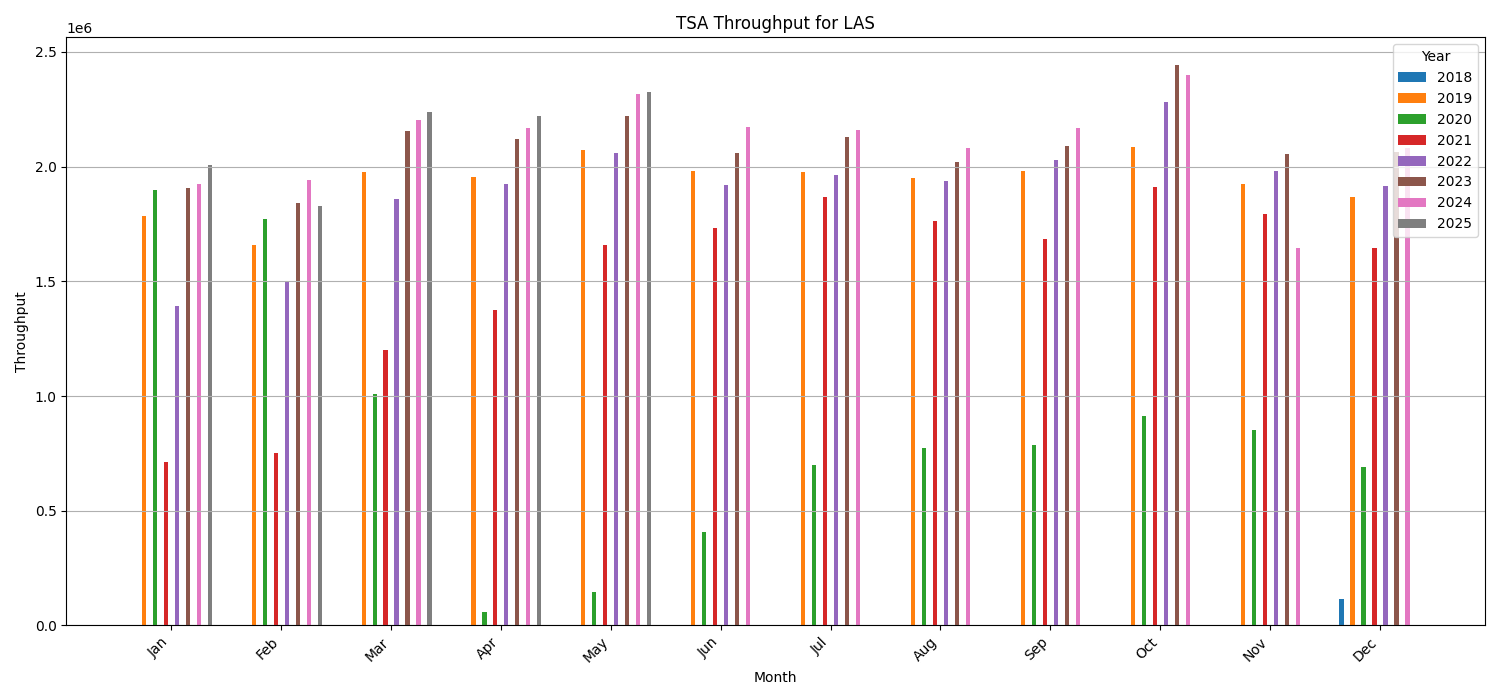 TSA Throughput for LAS
1e6
2.5
2.0
1.5
1.0
0.5
0.0
Throughput
Year
2018
2019
2020
2021
2022
2023
2024
2025
Jan
Feb
Mar
Apr
May
Jun
Jul
Aug
Sep
Oct
Nov
Dec
Month